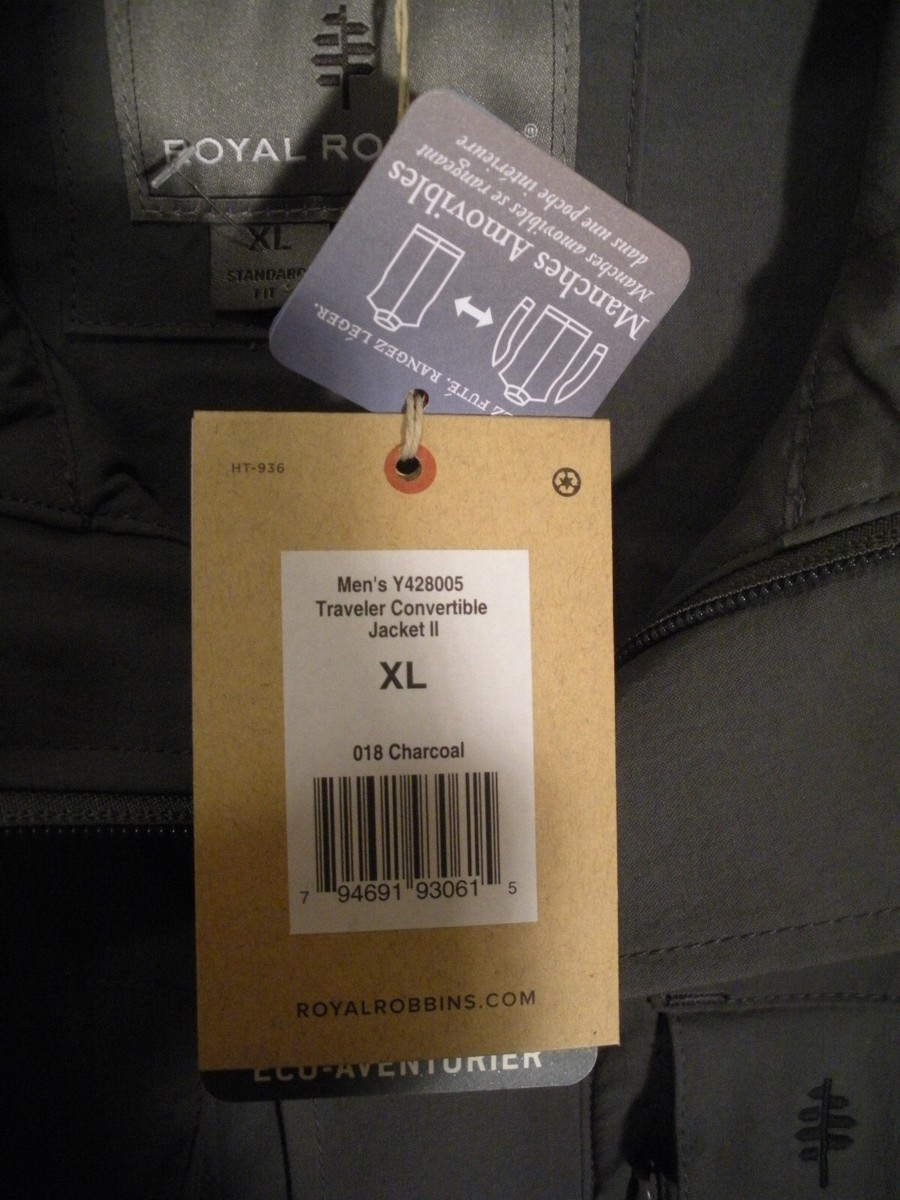 ROYAL RO
®
XL
STANDARD
FIT
Manches Amovibles
Manches amovibles se rangeant
dans une poche intérieure
Z FUTÉ. RANGEZ LÉGER.
HT-936
Men's Y428005
Traveler Convertible
Jacket II
XL
018 Charcoal
7 94691 93061 5
ROYALROBBINS.COM
ECO-AVENTURIER